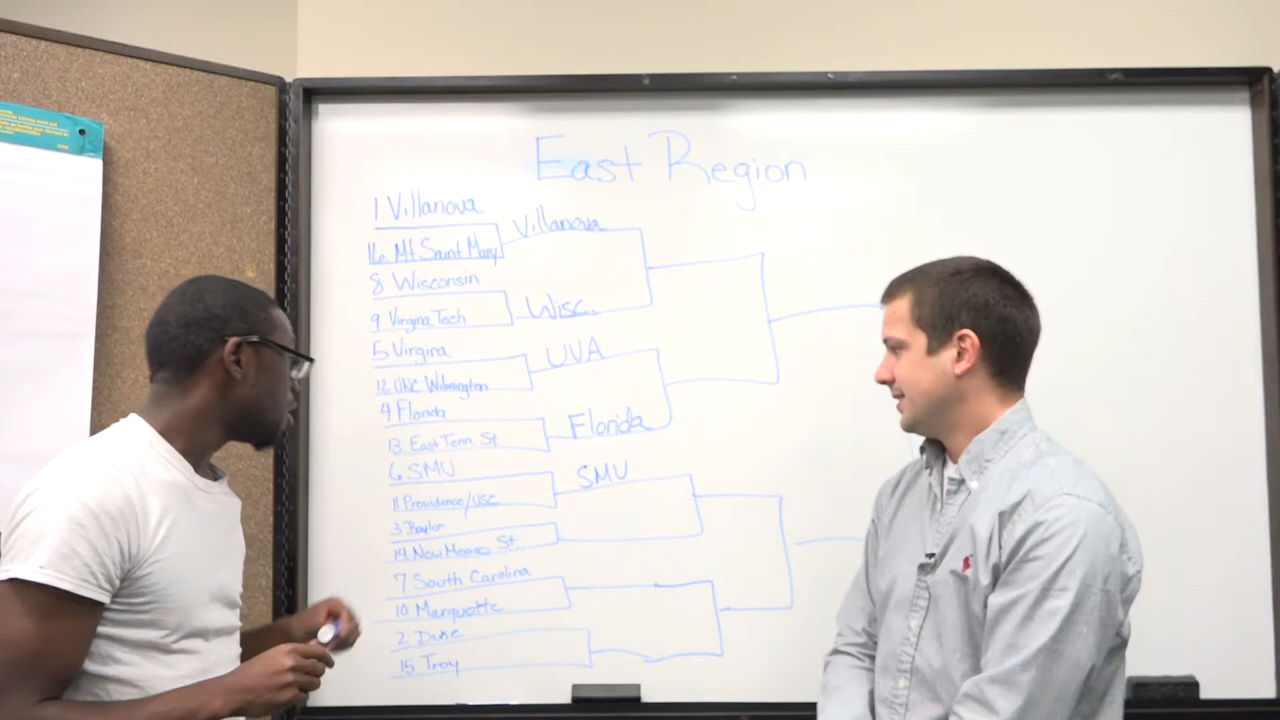 East Region
1 Villanova
Villanova
16 Mt Saint Mary
8 Wisconsin
Wisc.
9 Virgina Tech
5 Virgina
UVA
12 UNC Wilmington
4 Florida
Florida
13 East Tenn St
6 SMU
SMU
11 Providence/USC
3 Baylor
14 New Mexico St
7 South Carolina
10 Marquette
2 Duke
15 Troy